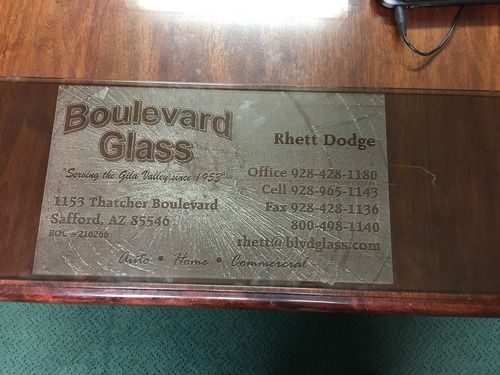 Boulevard
Glass
"Serving the Gila Valley since 1953"
1153 Thatcher Boulevard
Safford, AZ 85546
ROC #216266
Rhett Dodge
Office 928-428-1180
Cell 928-965-1143
Fax 928-428-1136
800-498-1140
rhett@blvdglass.com
Auto • Home • Commercial